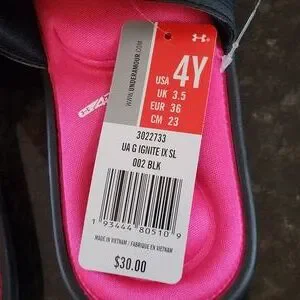 WWW.UNDERARMOUR.COM
USA 4Y
UK 3.5
EUR 36
CM 23
3022733
UA G IGNITE IX SL
002 BLK
1 93444 80510 9
MADE IN VIETNAM / FABRIQUÉ EN VIETNAM
$30.00